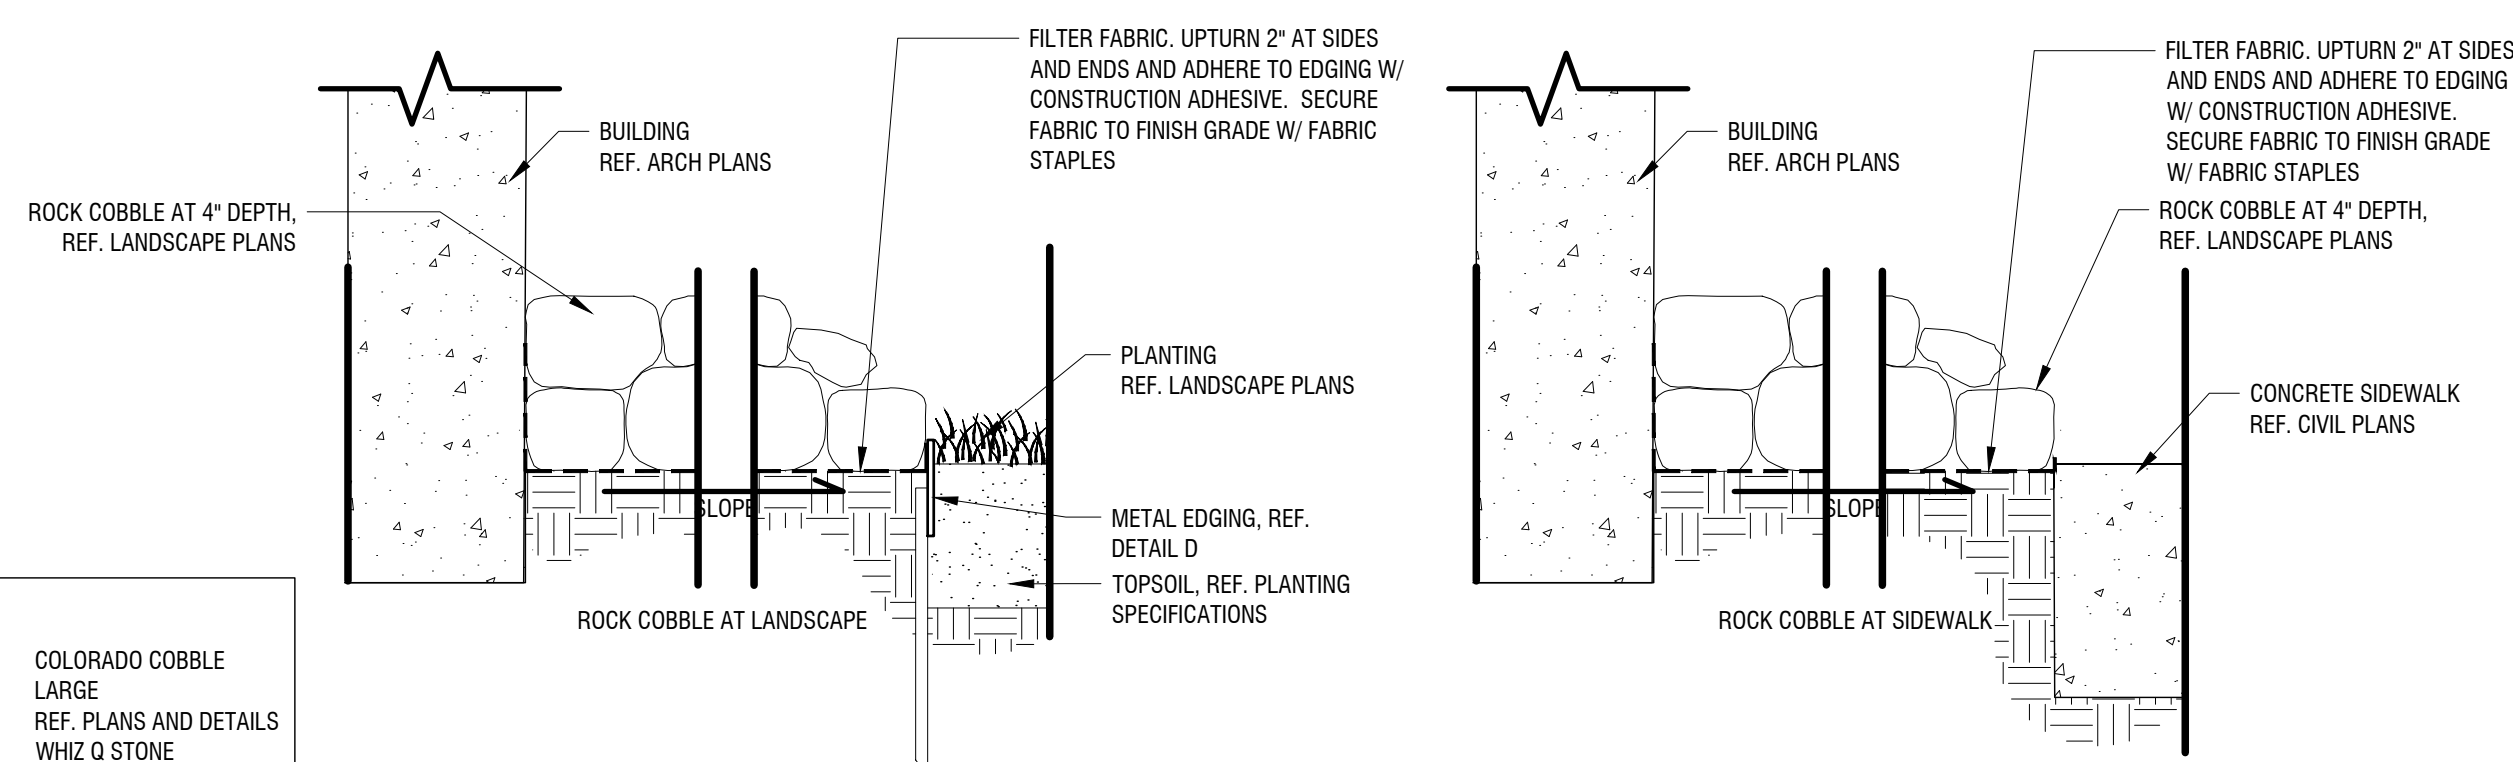 FILTER FABRIC. UPTURN 2" AT SIDES
AND ENDS AND ADHERE TO EDGING W/
CONSTRUCTION ADHESIVE. SECURE
FABRIC TO FINISH GRADE W/ FABRIC
STAPLES
BUILDING
REF. ARCH PLANS
ROCK COBBLE AT 4" DEPTH,
REF. LANDSCAPE PLANS
PLANTING
REF. LANDSCAPE PLANS
SLOPE
METAL EDGING, REF.
DETAIL D
TOPSOIL, REF. PLANTING
SPECIFICATIONS
ROCK COBBLE AT LANDSCAPE
COLORADO COBBLE
LARGE
REF. PLANS AND DETAILS
WHIZ Q STONE
FILTER FABRIC. UPTURN 2" AT SIDES
AND ENDS AND ADHERE TO EDGING
W/ CONSTRUCTION ADHESIVE.
SECURE FABRIC TO FINISH GRADE
W/ FABRIC STAPLES
BUILDING
REF. ARCH PLANS
ROCK COBBLE AT 4" DEPTH,
REF. LANDSCAPE PLANS
CONCRETE SIDEWALK
REF. CIVIL PLANS
SLOPE
ROCK COBBLE AT SIDEWALK